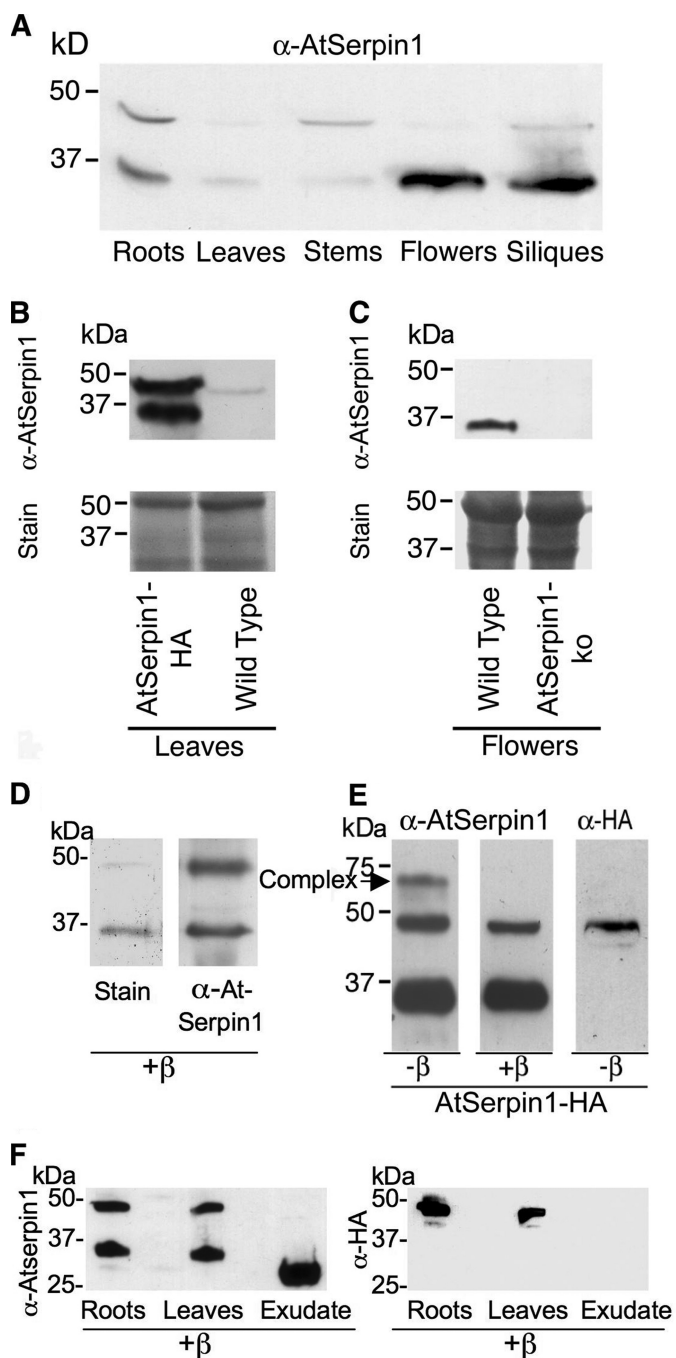 A
kD
α-AtSerpin1
50
37
Roots Leaves Stems Flowers Siliques
B
α-AtSerpin1
kDa
50
37
Stain
50
37
AtSerpin1-
HA
Wild Type
Leaves
C
α-AtSerpin1
kDa
50
37
Stain
50
37
Wild Type
AtSerpin1-
ko
Flowers
D
kDa
50-
37-
Stain
α-At-
Serpin1
+β
E
kDa
α-AtSerpin1
α-HA
75
Complex
50
37
-β
+β
-β
AtSerpin1-HA
F
α-Atserpin1
kDa
50-
37-
25-
Roots Leaves Exudate
+β
α-HA
kDa
50-
37-
25-
Roots Leaves Exudate
+β